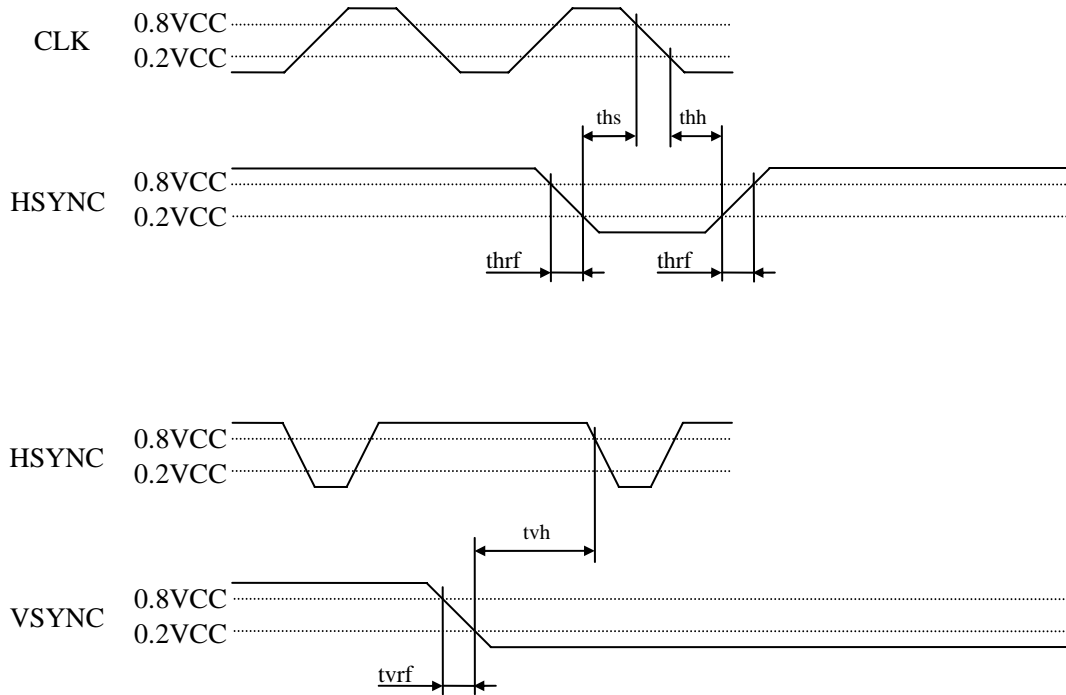 CLK
0.8VCC
0.2VCC
ths
thh
HSYNC
0.8VCC
0.2VCC
thrf
thrf
HSYNC
0.8VCC
0.2VCC
tvh
VSYNC
0.8VCC
0.2VCC
tvrf